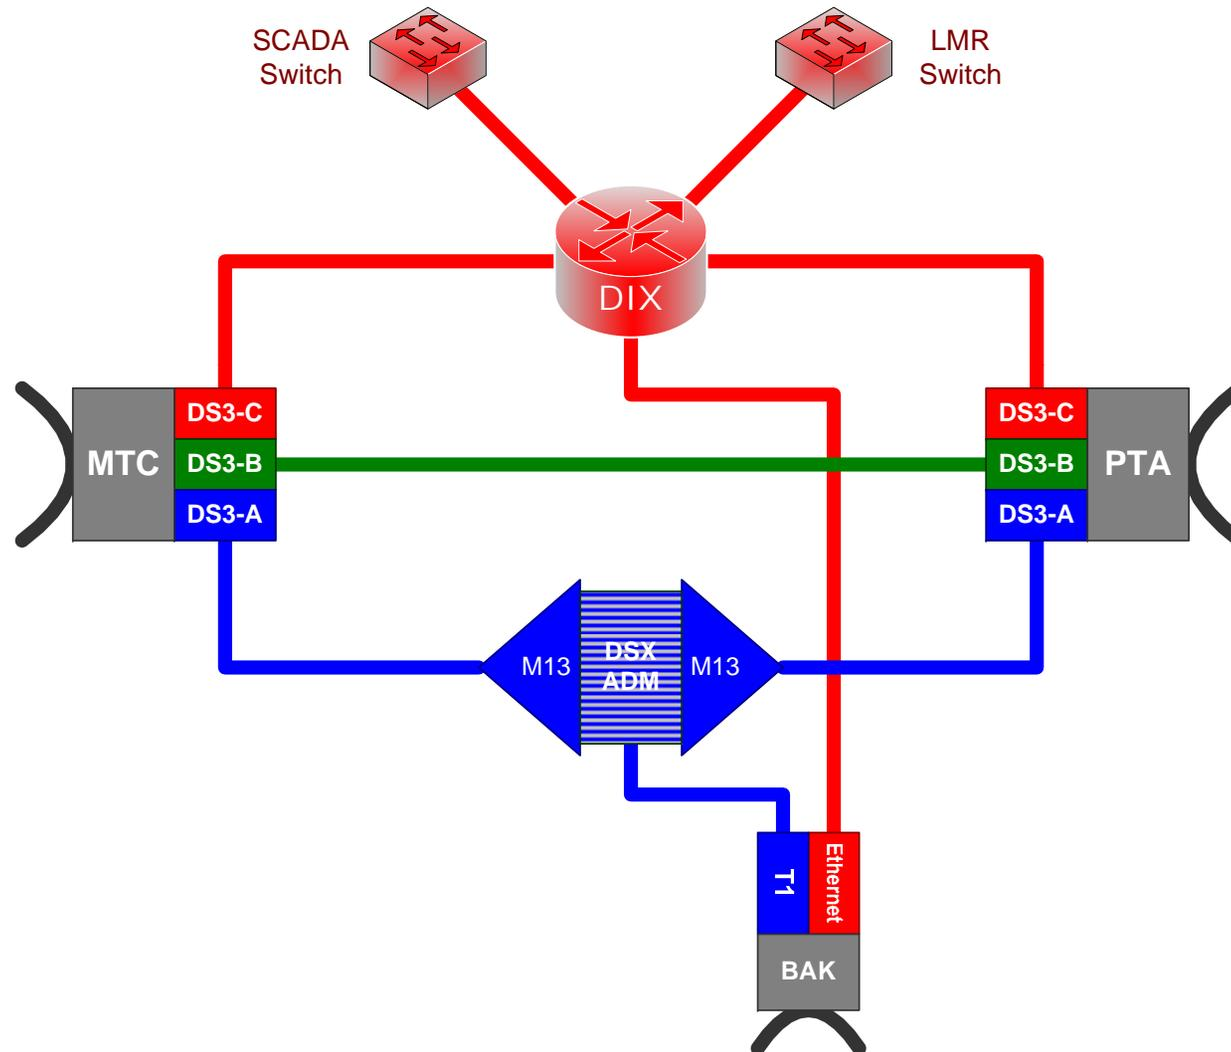 SCADA
Switch
LMR
Switch
DIX
MTC
DS3-C
DS3-B
DS3-A
DS3-C
DS3-B
DS3-A
PTA
M13
DSX
ADM
M13
T1
Ethernet
BAK